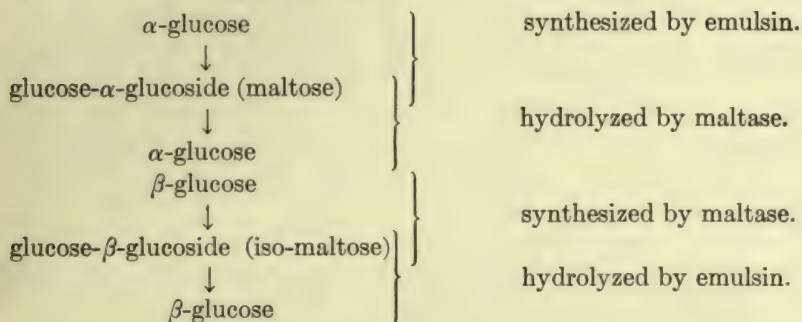 α-glucose synthesized by emulsin.
↓
glucose-α-glucoside (maltose)
↓ hydrolyzed by maltase.
α-glucose
β-glucose
↓ synthesized by maltase.
glucose-β-glucoside (iso-maltose)
↓ hydrolyzed by emulsin.
β-glucose